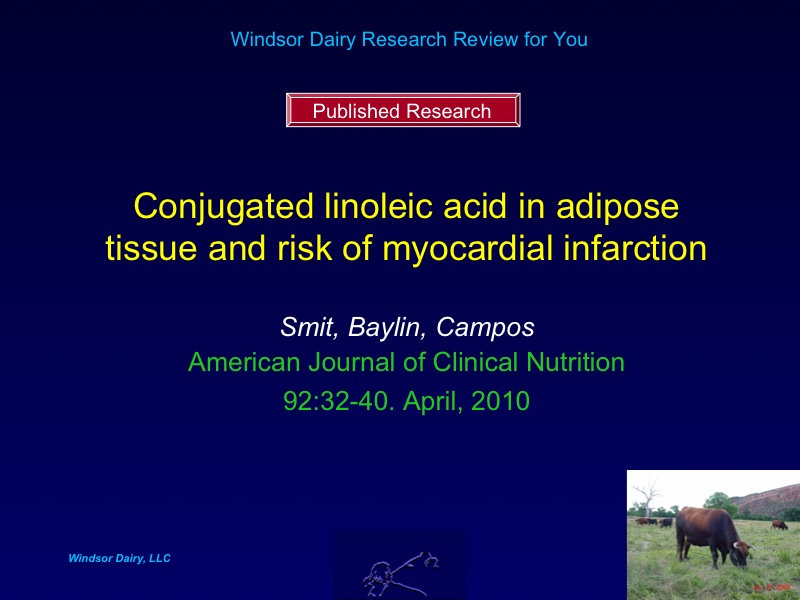 Windsor Dairy Research Review for You
Published Research
Conjugated linoleic acid in adipose
tissue and risk of myocardial infarction
Smit, Baylin, Campos
American Journal of Clinical Nutrition
92:32-40. April, 2010
Windsor Dairy, LLC